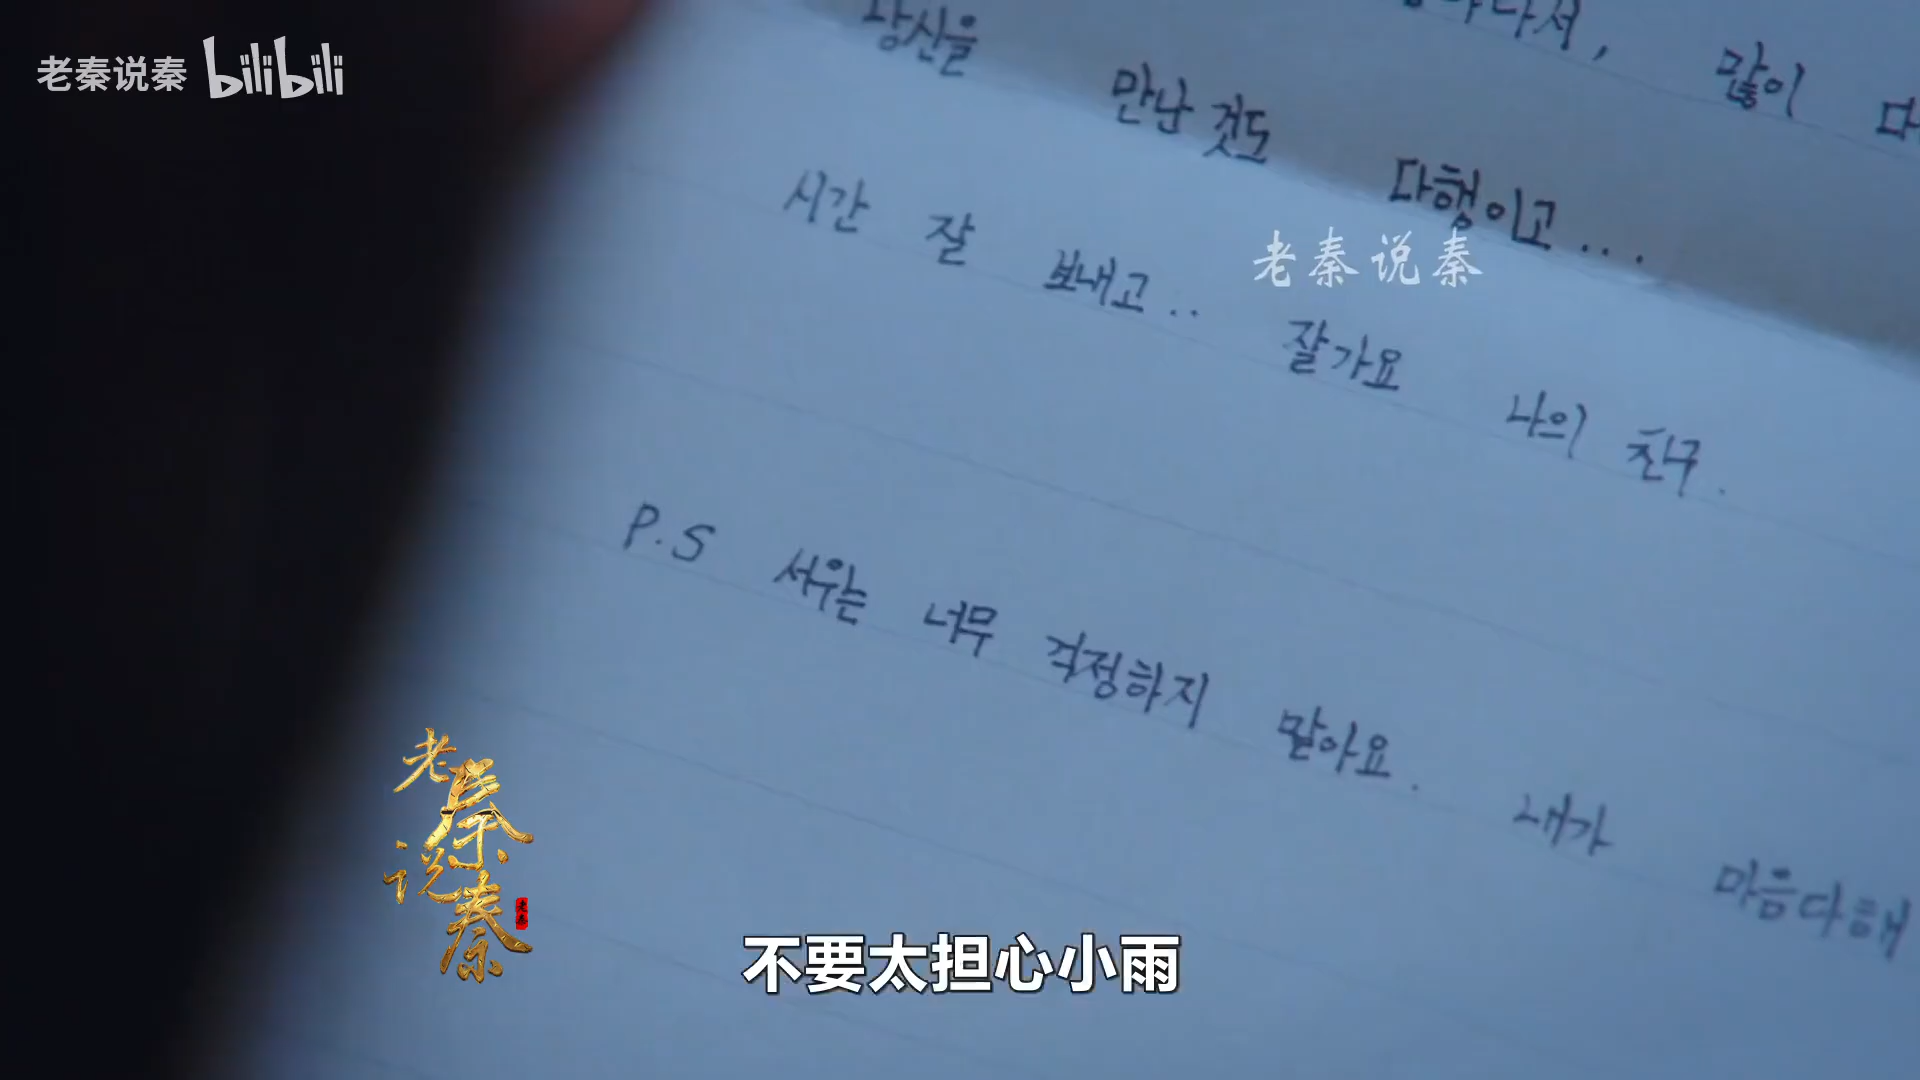 老秦说秦 bilibili
많이
당신을 만난 것도 다행이고...
老秦说秦
시간 잘 보내고.. 잘가요 나의 친구.
P.S 서우는 너무 걱정하지 말아요. 내가 마음다해
老秦说秦
老秦
不要太担心小雨